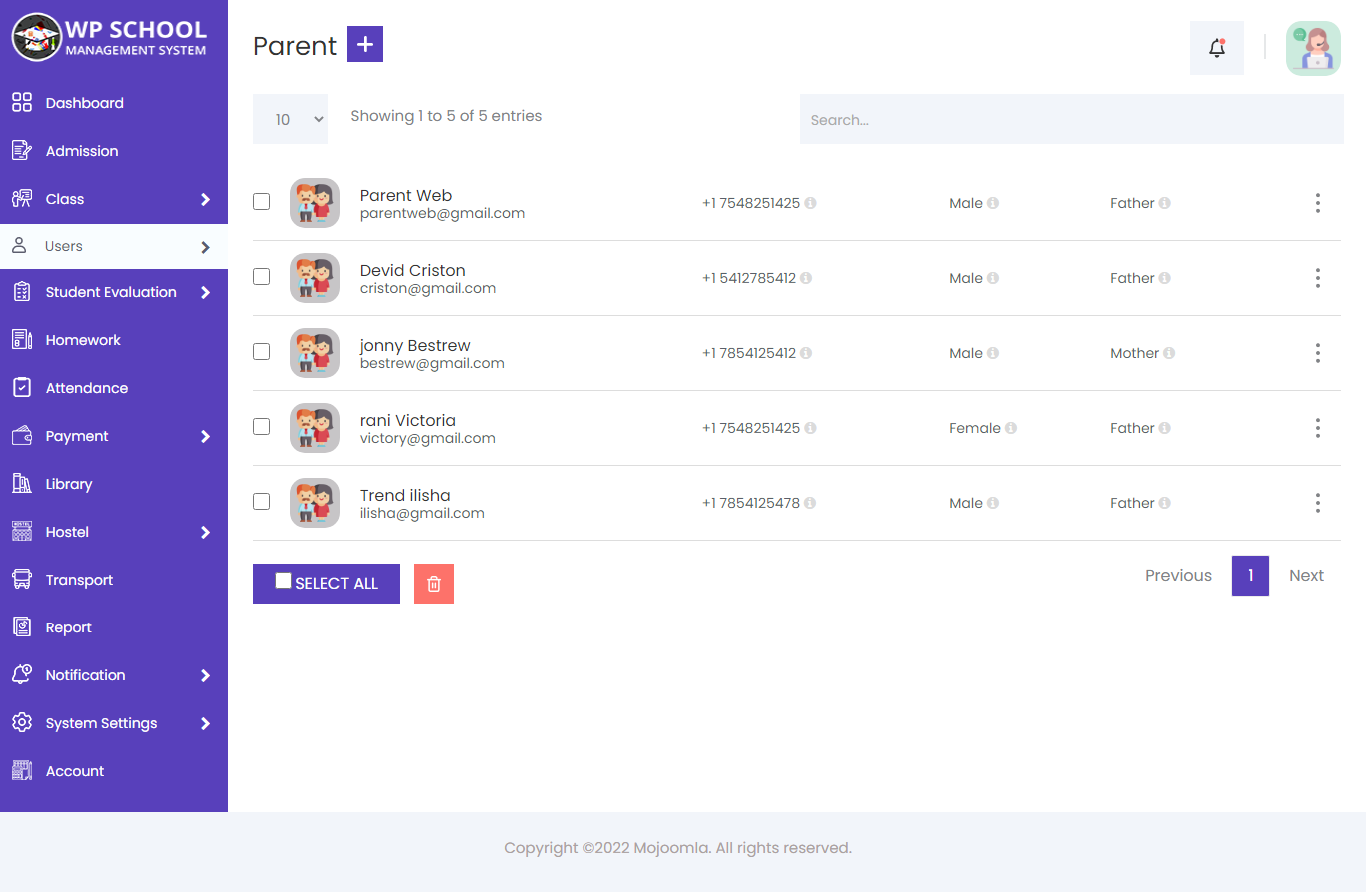 WP SCHOOL
MANAGEMENT SYSTEM
Dashboard
Admission
Class
Users
Student Evaluation
Homework
Attendance
Payment
Library
Hostel
Transport
Report
Notification
System Settings
Account
Parent
10
Showing 1 to 5 of 5 entries
Search...
Parent Web
parentweb@gmail.com
+1 7548251425
Male
Father
Devid Criston
criston@gmail.com
+1 5412785412
Male
Father
jonny Bestrew
bestrew@gmail.com
+1 7854125412
Male
Mother
rani Victoria
victory@gmail.com
+1 7548251425
Female
Father
Trend ilisha
ilisha@gmail.com
+1 7854125478
Male
Father
SELECT ALL
Previous 1 Next
Copyright ©2022 Mojoomla. All rights reserved.